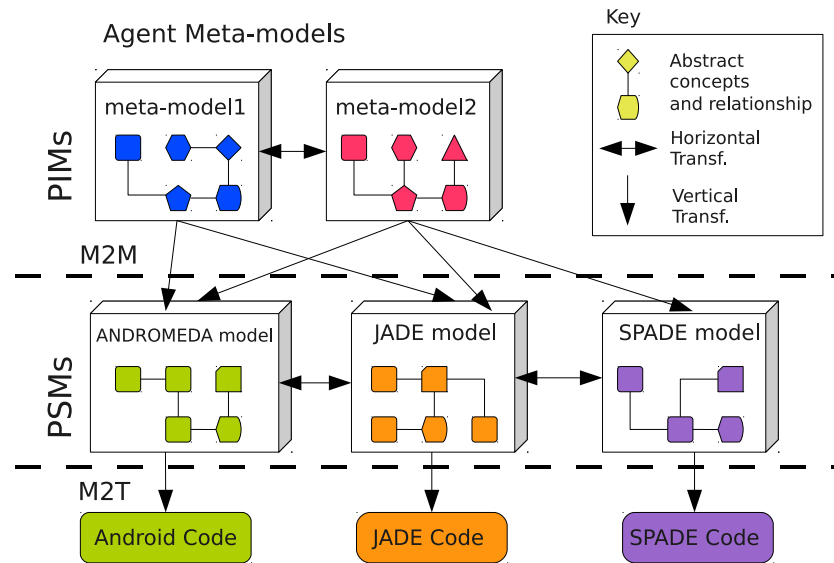 Agent Meta-models
Key
meta-model1
meta-model2
Abstract
concepts
and relationship
Horizontal
Transf.
Vertical
Transf.
PIMs
M2M
ANDROMEDA model
JADE model
SPADE model
PSMs
M2T
Android Code
JADE Code
SPADE Code